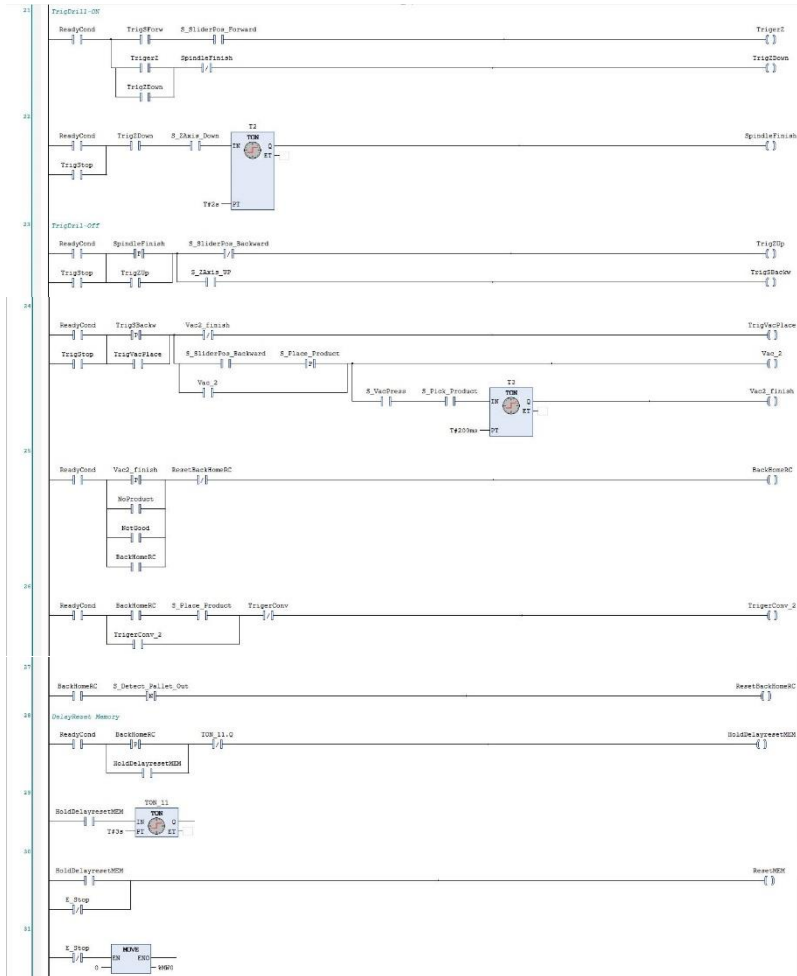 21
TrigDrill-ON
ReadyCond TrigSForw S_SliderPos_Forward TrigerZ
TrigerZ SpindleFinish TrigZDown
TrigZDown
22
T2
ReadyCond TrigZDown S_ZAxis_Down TON SpindleFinish
IN Q
ET
TrigStop
T#2s PT
23
TrigDril-Off
ReadyCond SpindleFinish S_SliderPos_Backward TrigZUp
P
TrigStop TrigZUp S_ZAxis_UP TrigSBackw
24
ReadyCond TrigSBackw Vac2_finish TrigVacPlace
P
TrigStop TrigVacPlace S_SliderPos_Backward S_Place_Product Vac_2
P
Vac_2 T3
S_VacPress S_Pick_Product TON Vac2_finish
IN Q
ET
T#200ms PT
25
ReadyCond Vac2_finish ResetBackHomeRC BackHomeRC
P
NoProduct
NotGood
BackHomeRC
26
ReadyCond BackHomeRC S_Place_Product TrigerConv TrigerConv_2
TrigerConv_2
27
BackHomeRC S_Detect_Pallet_Out ResetBackHomeRC
N
28
DelayReset Memory
ReadyCond BackHomeRC TON_11.Q HoldDelayresetMEM
P
HoldDelayresetMEM
29
TON_11
HoldDelayresetMEM TON
IN Q
T#3s PT ET
30
HoldDelayresetMEM ResetMEM
E_Stop
31
E_Stop MOVE
EN ENO
0 %MW0